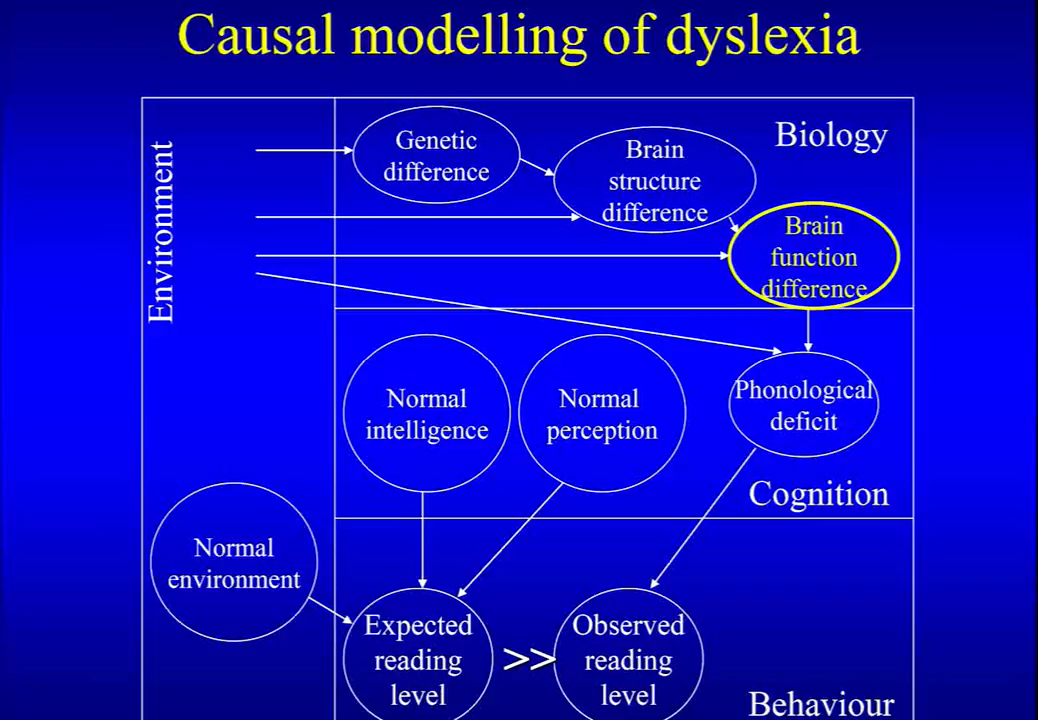 Causal modelling of dyslexia
Environment
Genetic
difference
Brain
structure
difference
Biology
Brain
function
difference
Normal
intelligence
Normal
perception
Phonological
deficit
Cognition
Normal
environment
Expected
reading
level
>>
Observed
reading
level
Behaviour